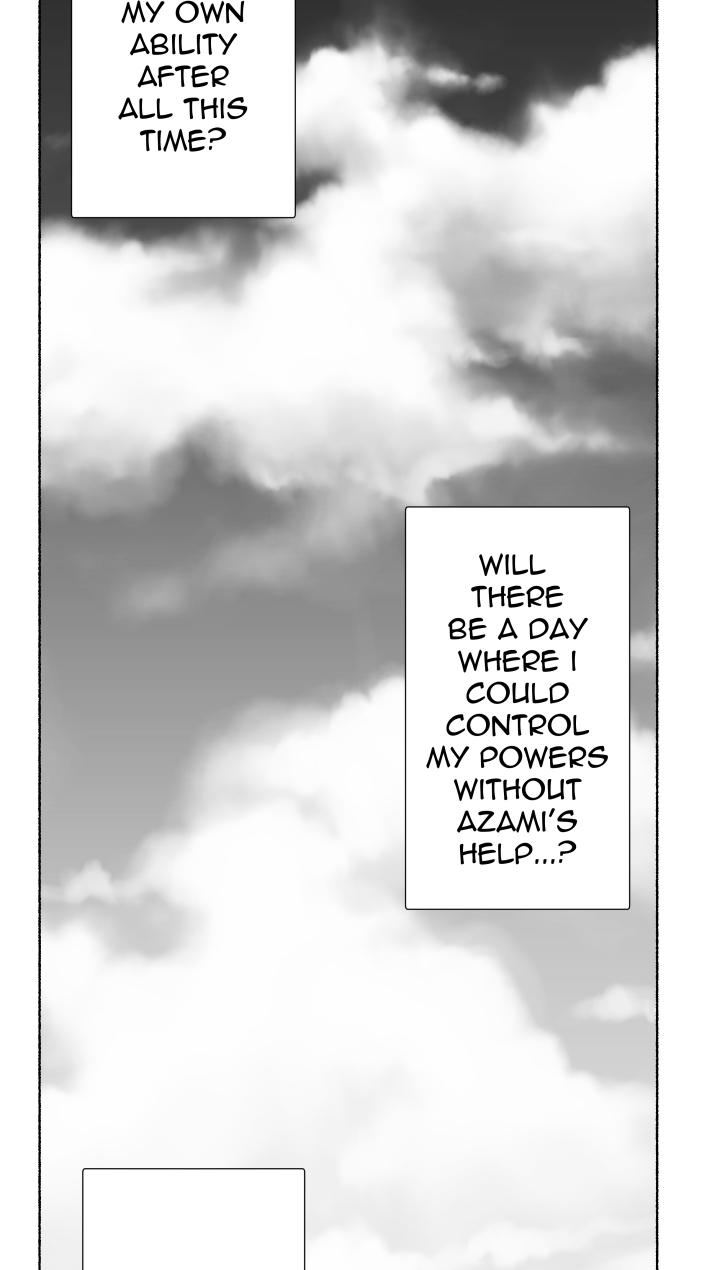 MY OWN
ABILITY
AFTER
ALL THIS
TIME?
WILL
THERE
BE A DAY
WHERE I
COULD
CONTROL
MY POWERS
WITHOUT
AZAMI'S
HELP...?